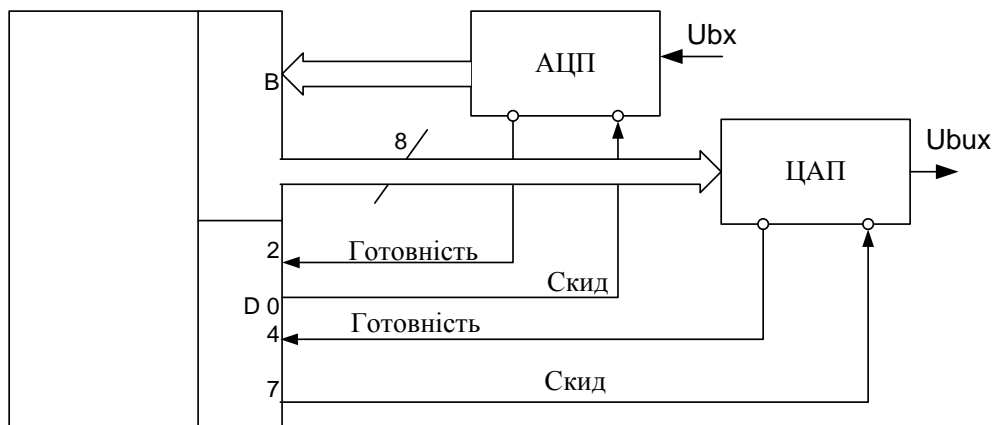 Ubx
АЦП
B
8
Ubux
ЦАП
2
Готовність
Скид
D 0
Готовність
4
7
Скид